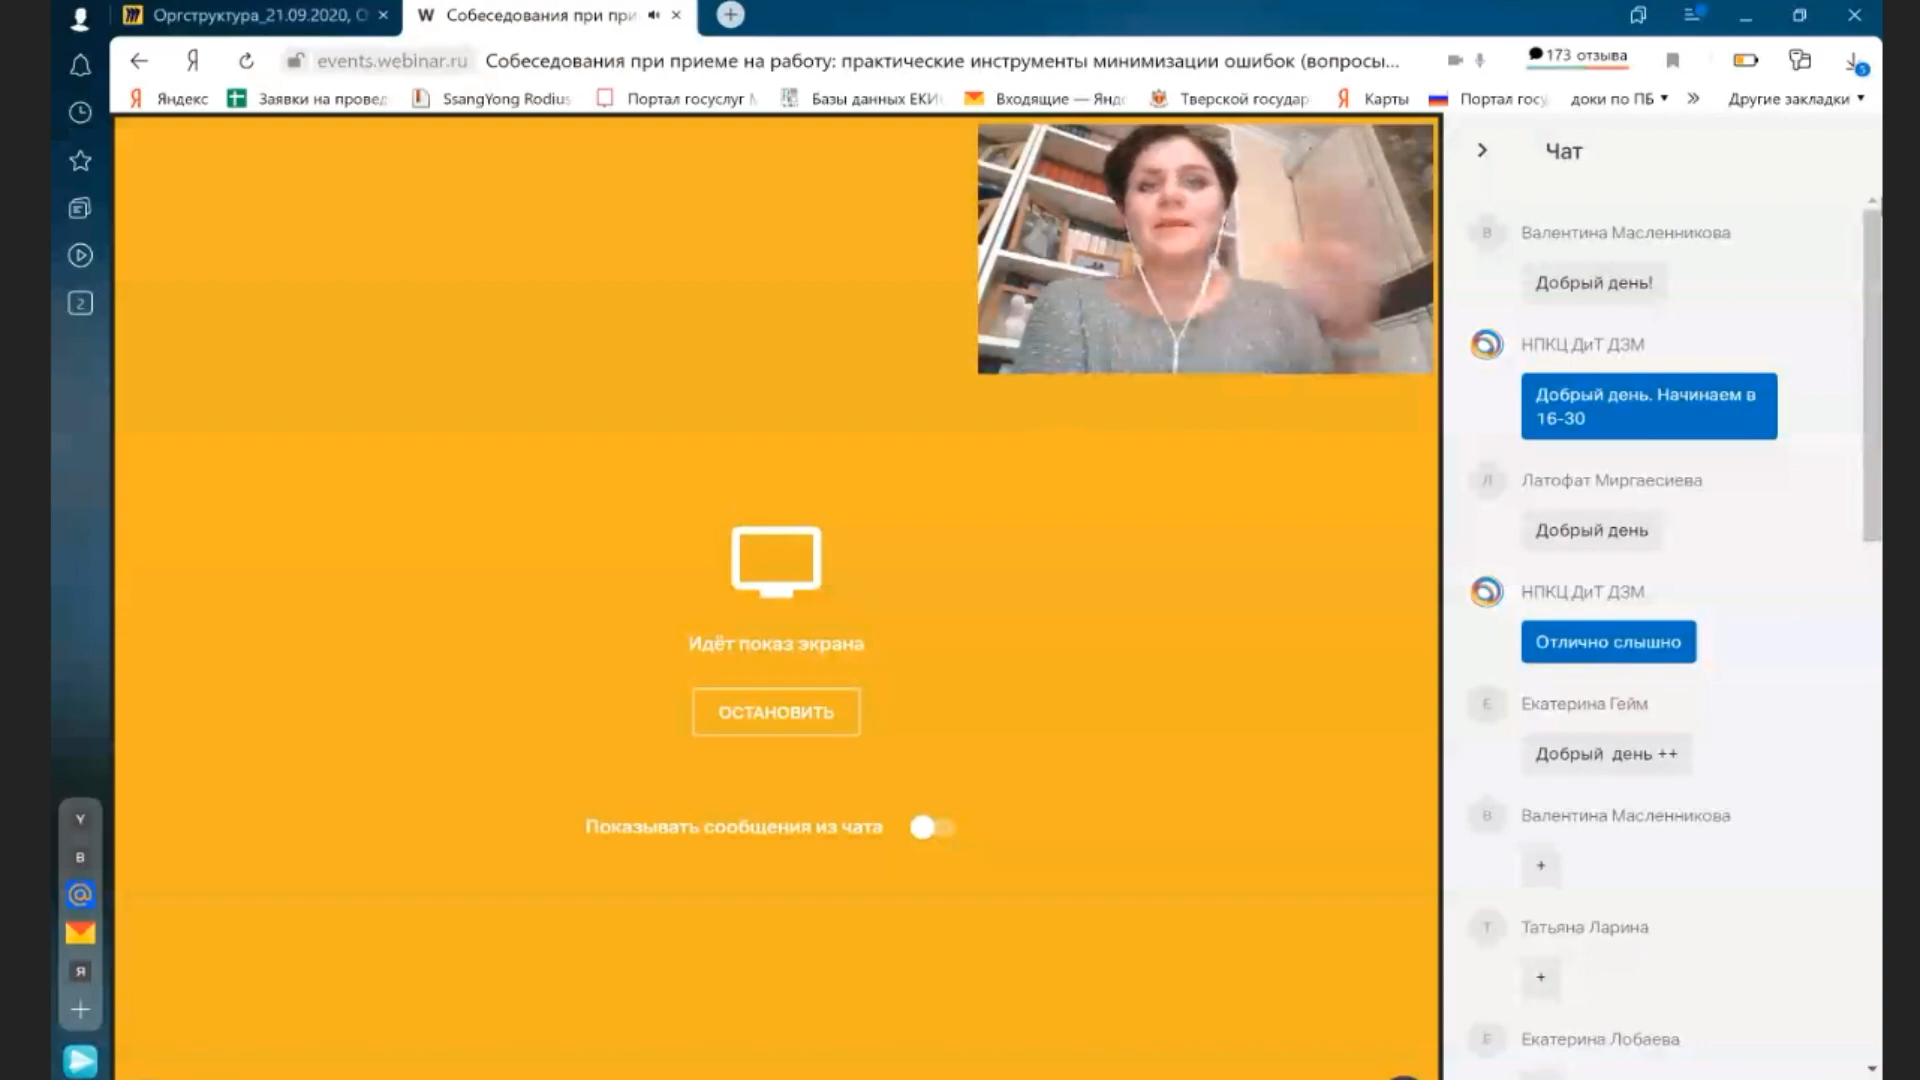 Оргструктура_21.09.2020,
W Собеседования при при
Я
events.webinar.ru
Собеседования при приеме на работу: практические инструменты минимизации ошибок (вопросы...
173 отзыва
5
Я Яндекс
Заявки на провед
SsangYong Rodius
Портал госуслуг
Базы данных ЕКИ
Входящие — Янд
Тверской государ
Я Карты
Портал госу
доки по ПБ
Другие закладки
2
Чат
В
Валентина Масленникова
Добрый день!
НПКЦ ДиТ ДЗМ
Добрый день. Начинаем в
16-30
Л
Латофат Миргаесиева
Добрый день
НПКЦ ДиТ ДЗМ
Отлично слышно
Е
Екатерина Гейм
Добрый день ++
В
Валентина Масленникова
+
Т
Татьяна Ларина
+
Е
Екатерина Лобаева
Идёт показ экрана
ОСТАНОВИТЬ
Показывать сообщения из чата
Y
В
@
Я